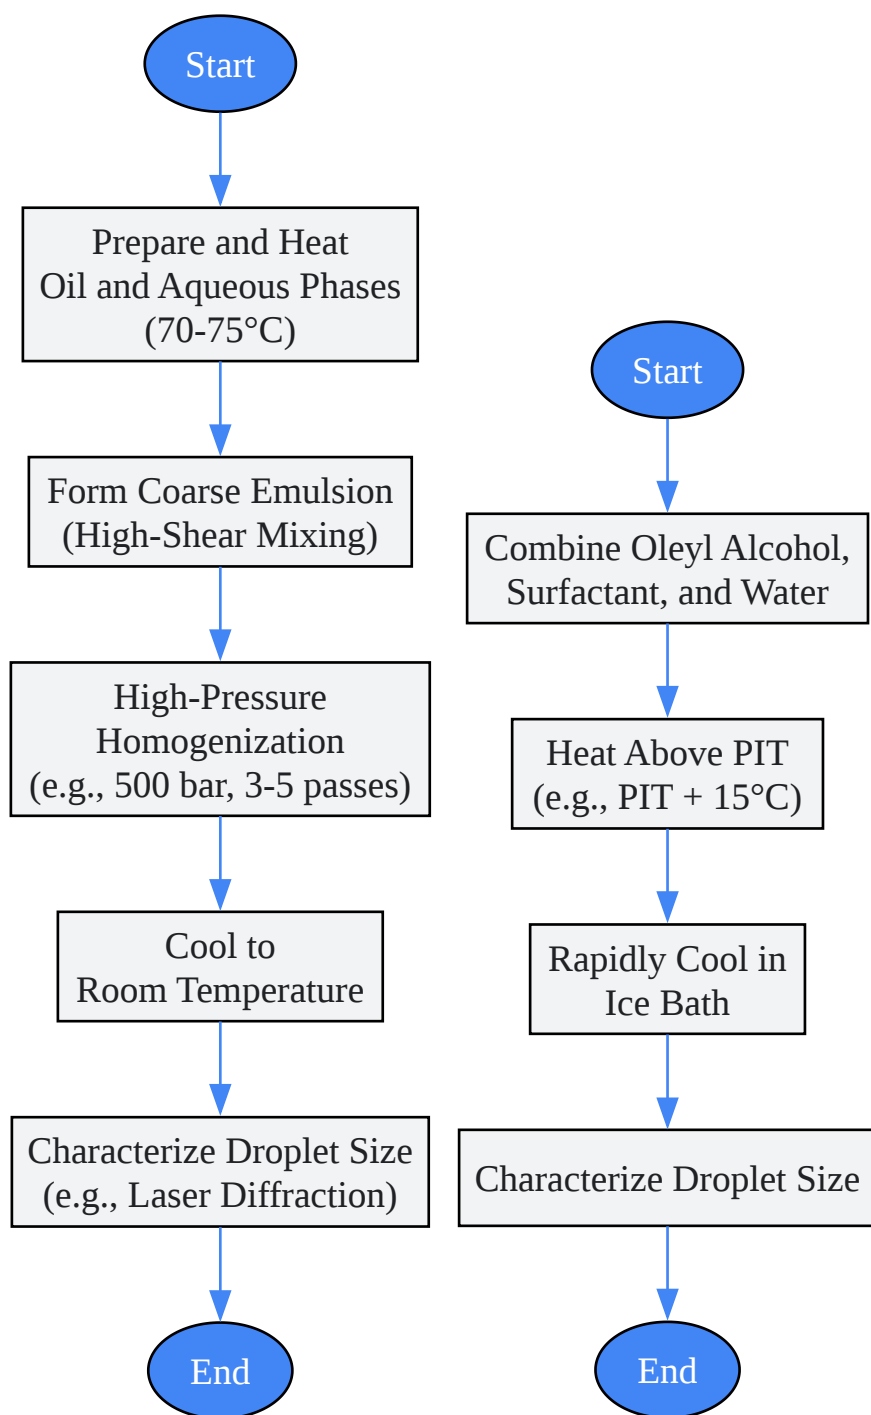 Start
Prepare and Heat
Oil and Aqueous Phases
(70-75°C)
Form Coarse Emulsion
(High-Shear Mixing)
High-Pressure
Homogenization
(e.g., 500 bar, 3-5 passes)
Cool to
Room Temperature
Characterize Droplet Size
(e.g., Laser Diffraction)
End
Start
Combine Oleyl Alcohol,
Surfactant, and Water
Heat Above PIT
(e.g., PIT + 15°C)
Rapidly Cool in
Ice Bath
Characterize Droplet Size
End